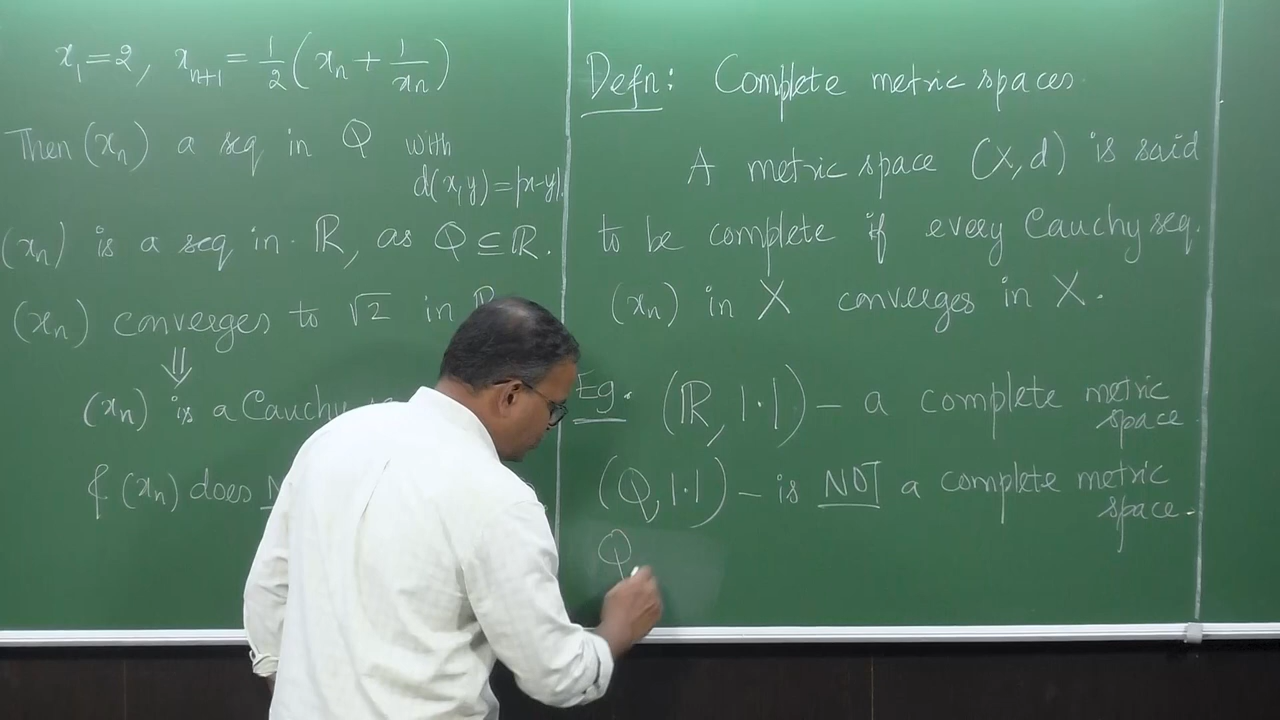 x₁ = 2, xₙ₊₁ = 1/2 (xₙ + 1/xₙ)
Then (xₙ) a seq in Q with
d(x,y) = |x-y|.
(xₙ) is a seq in ℝ, as Q ⊆ ℝ.
(xₙ) converges to √2 in
⇓
(xₙ) is a Cauchy
& (xₙ) does
Defn: Complete metric spaces
A metric space (X,d) is said
to be complete if every Cauchy seq.
(xₙ) in X converges in X.
Eg. (ℝ, |·|) – a complete metric
space
(Q, |·|) – is NOT a complete metric
space.
Q